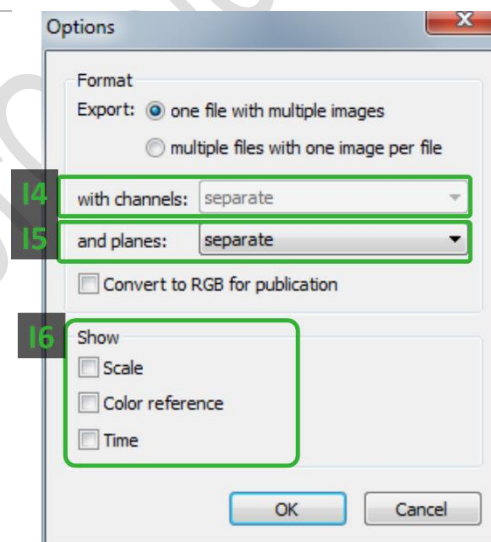 Options
X
Format
Export: one file with multiple images
multiple files with one image per file
I4 with channels: separate
I5 and planes: separate
Convert to RGB for publication
I6 Show
Scale
Color reference
Time
OK Cancel